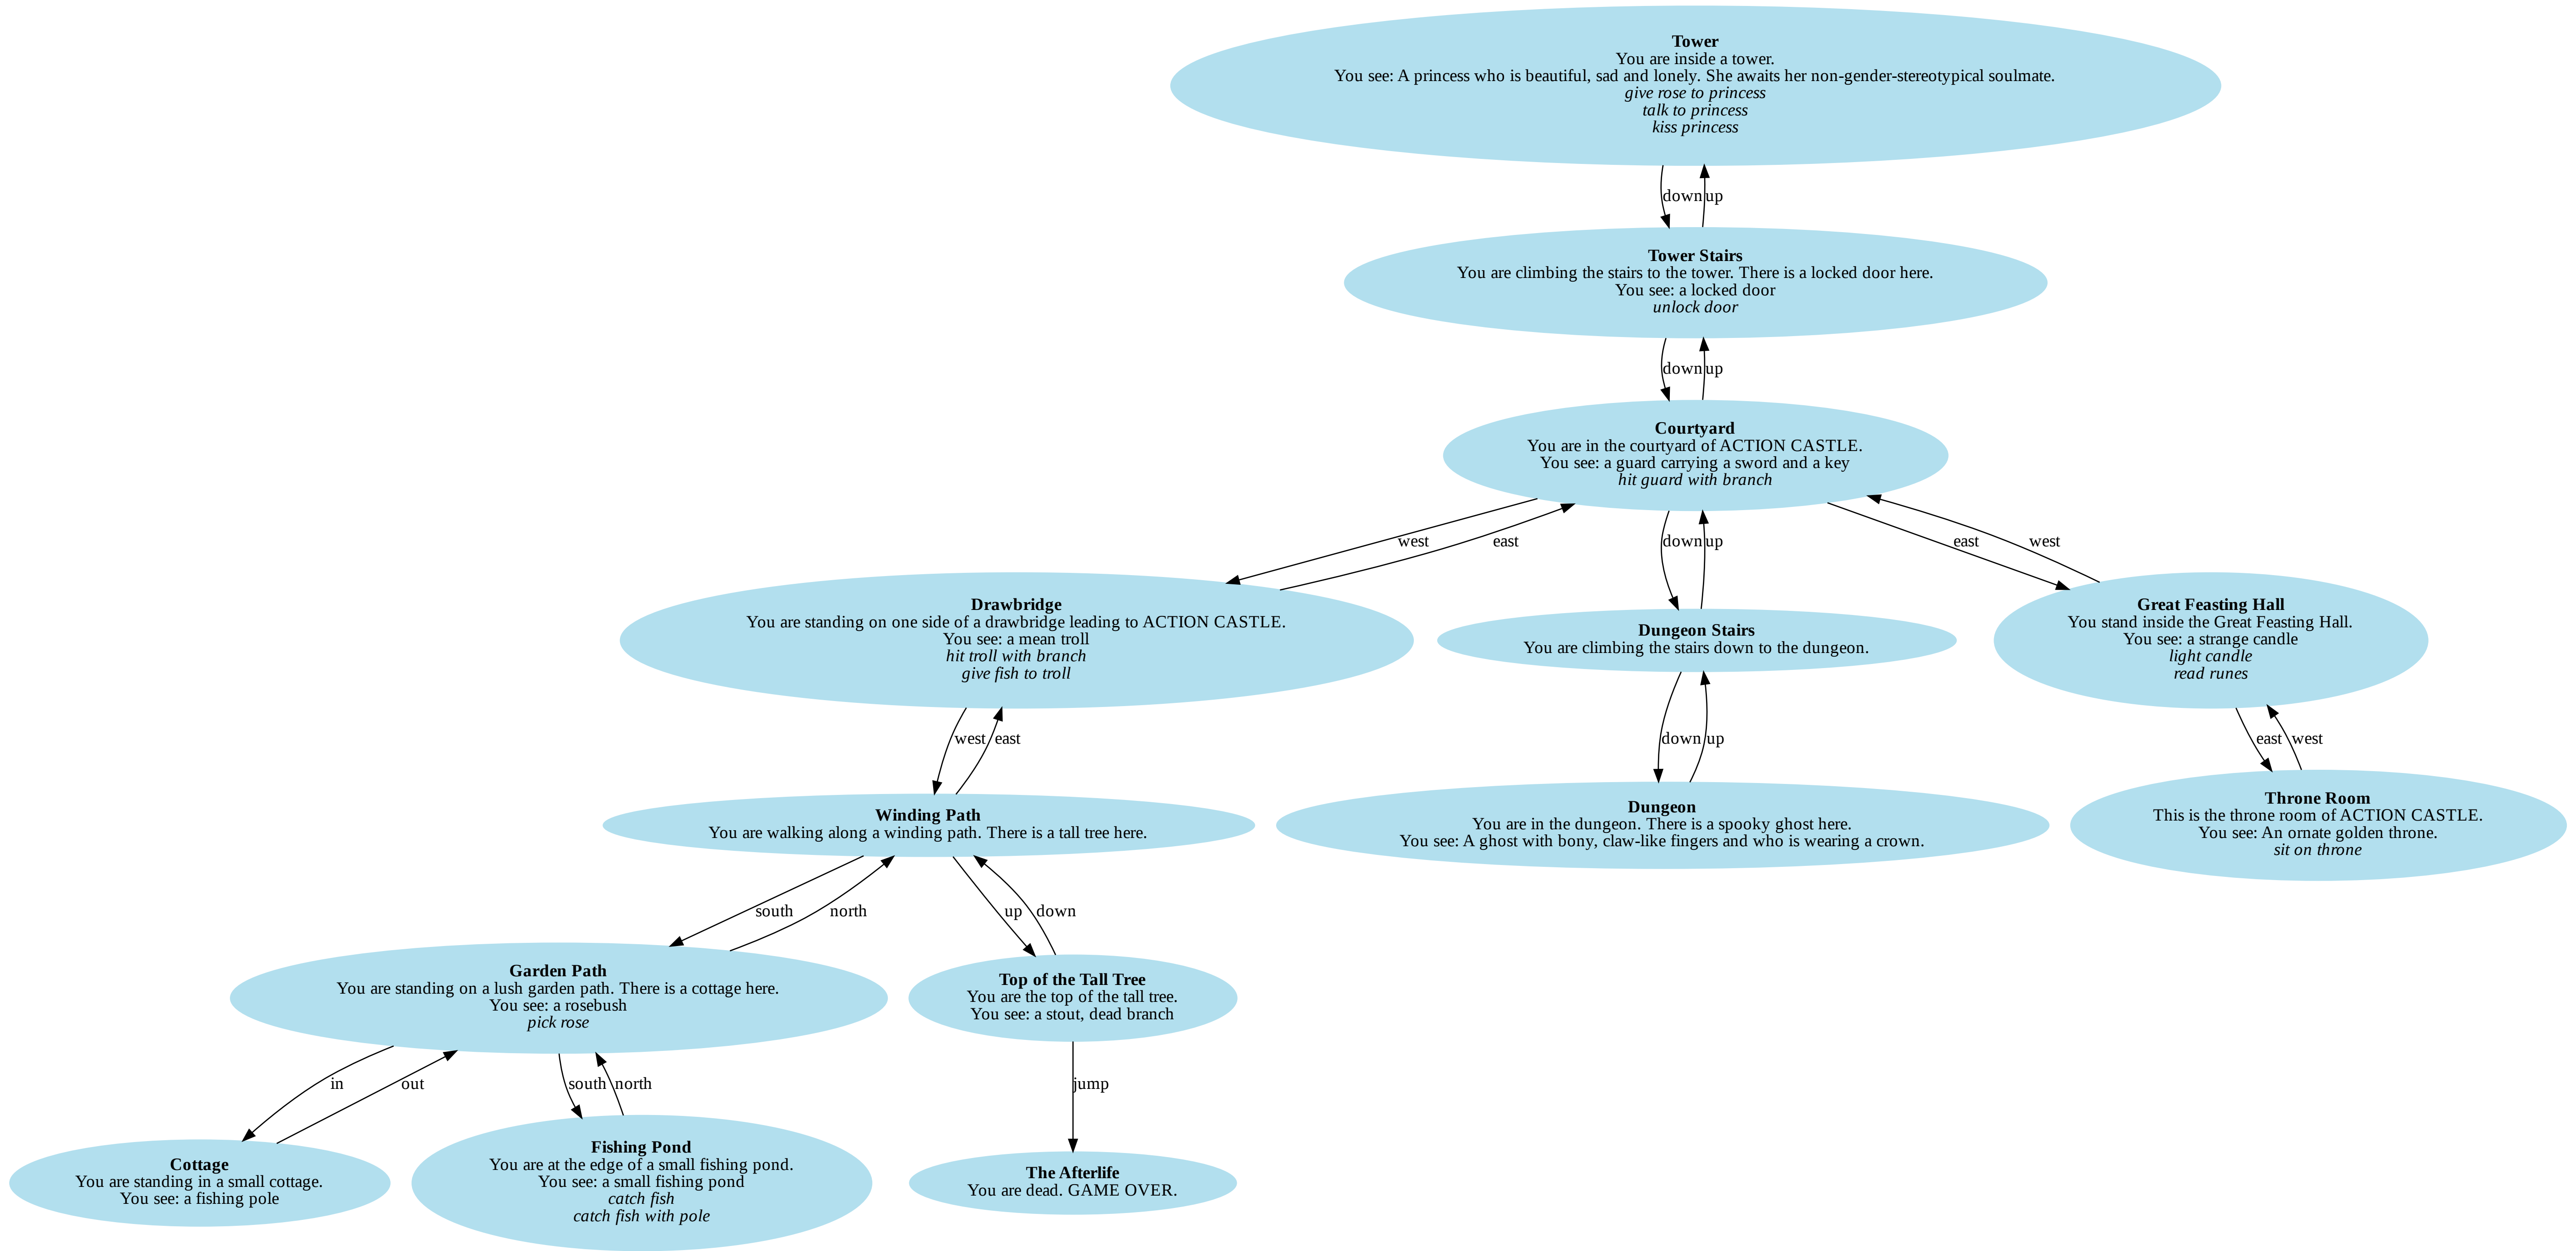 Tower
You are inside a tower.
You see: A princess who is beautiful, sad and lonely. She awaits her non-gender-stereotypical soulmate.
give rose to princess
talk to princess
kiss princess
down
up
Tower Stairs
You are climbing the stairs to the tower. There is a locked door here.
You see: a locked door
unlock door
down
up
Courtyard
You are in the courtyard of ACTION CASTLE.
You see: a guard carrying a sword and a key
hit guard with branch
west
east
down
up
east
west
Drawbridge
You are standing on one side of a drawbridge leading to ACTION CASTLE.
You see: a mean troll
hit troll with branch
give fish to troll
Dungeon Stairs
You are climbing the stairs down to the dungeon.
Great Feasting Hall
You stand inside the Great Feasting Hall.
You see: a strange candle
light candle
read runes
west
east
down
up
east
west
Winding Path
You are walking along a winding path. There is a tall tree here.
Dungeon
You are in the dungeon. There is a spooky ghost here.
You see: A ghost with bony, claw-like fingers and who is wearing a crown.
Throne Room
This is the throne room of ACTION CASTLE.
You see: An ornate golden throne.
sit on throne
south
north
up
down
Garden Path
You are standing on a lush garden path. There is a cottage here.
You see: a rosebush
pick rose
Top of the Tall Tree
You are the top of the tall tree.
You see: a stout, dead branch
in
out
south
north
jump
Cottage
You are standing in a small cottage.
You see: a fishing pole
Fishing Pond
You are at the edge of a small fishing pond.
You see: a small fishing pond
catch fish
catch fish with pole
The Afterlife
You are dead. GAME OVER.